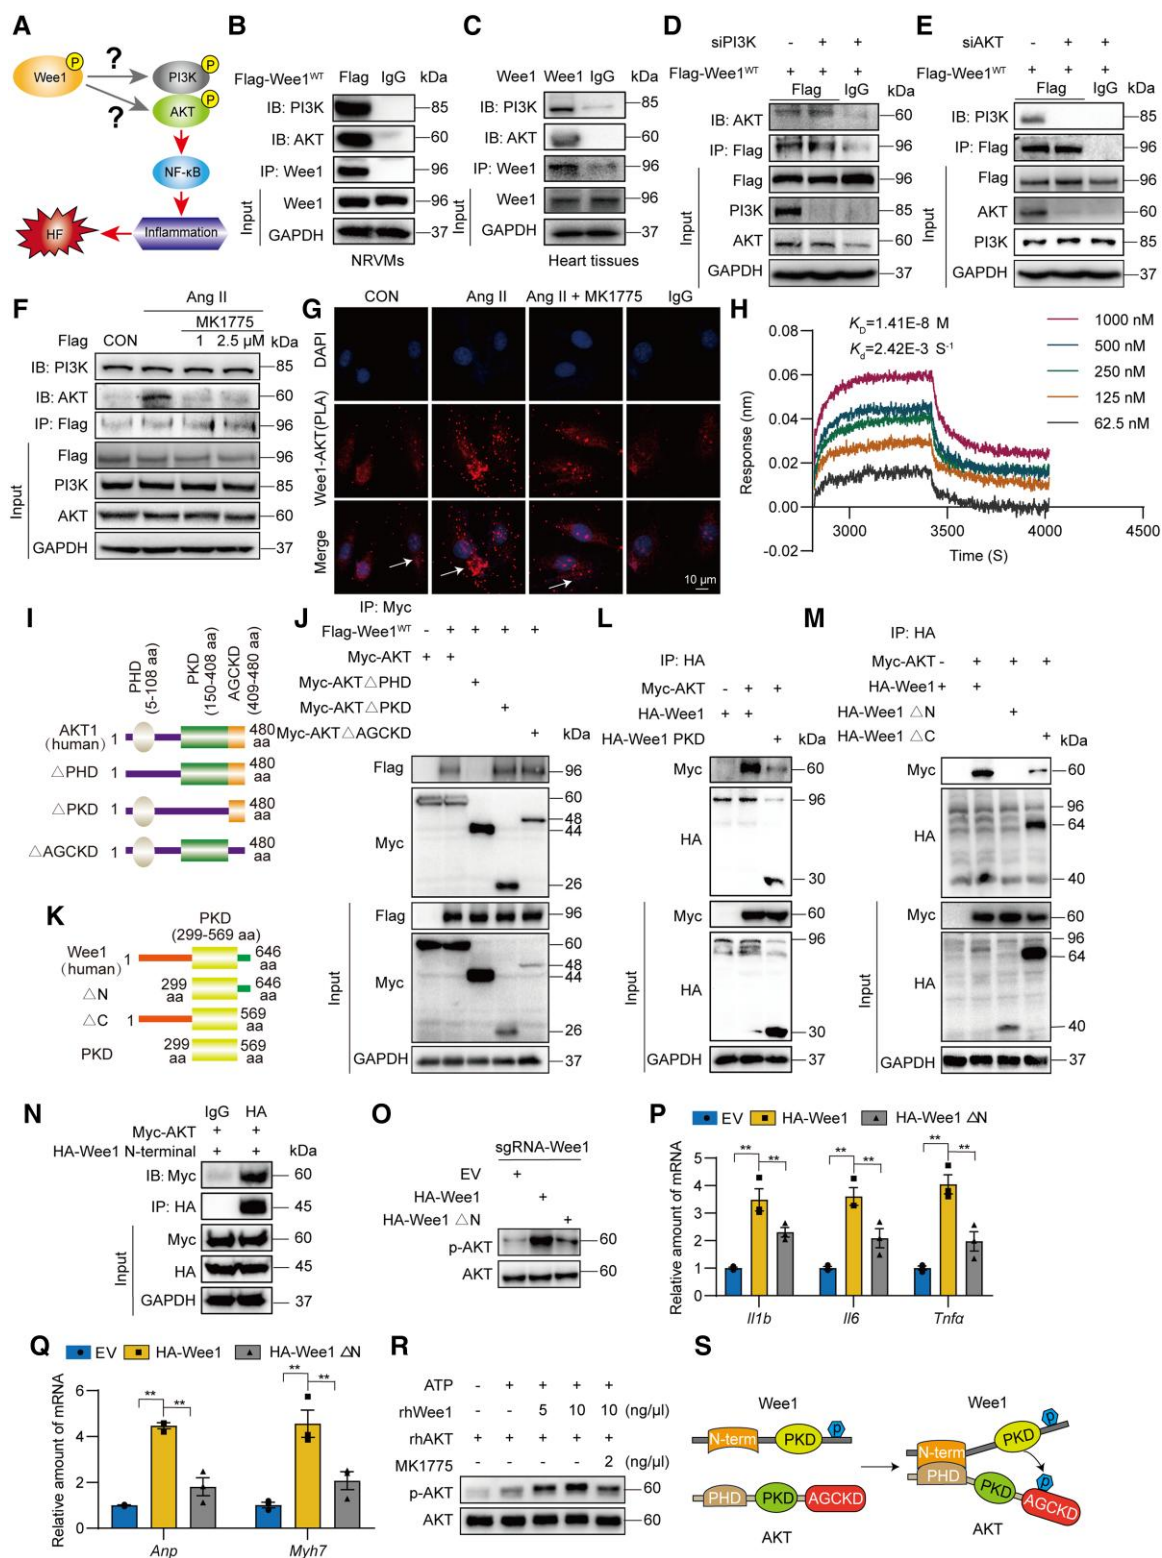 A
Wee1
P
?
?
PI3K
P
AKT
P
NF-κB
Inflammation
HF
B
Flag-Wee1WT Flag IgG kDa
IB: PI3K 85
IB: AKT 60
IP: Wee1 96
Input
Wee1 96
GAPDH 37
NRVMs
C
Wee1 Wee1 IgG kDa
IB: PI3K 85
IB: AKT 60
IP: Wee1 96
Input
Wee1 96
GAPDH 37
Heart tissues
D
siPI3K - + +
Flag-Wee1WT + + +
Flag IgG kDa
IB: AKT 60
IP: Flag 96
Input
Flag 96
PI3K 85
AKT 60
GAPDH 37
E
siAKT - + +
Flag-Wee1WT + + +
Flag IgG kDa
IB: PI3K 85
IP: Flag 96
Input
Flag 96
AKT 60
PI3K 85
GAPDH 37
F
Ang II
MK1775
Flag CON 1 2.5 μM kDa
IB: PI3K 85
IB: AKT 60
IP: Flag 96
Input
Flag 96
PI3K 85
AKT 60
GAPDH 37
G
CON Ang II Ang II + MK1775 IgG
DAPI
Wee1-AKT(PLA)
Merge
10 μm
H
KD=1.41E-8 M
Kd=2.42E-3 S-1
1000 nM
500 nM
250 nM
125 nM
62.5 nM
Response (nm)
0.08
0.06
0.04
0.02
0.00
-0.02
3000 3500 4000 4500
Time (S)
I
PHD
(5-108 aa)
PKD
(150-408 aa)
AGCKD
(409-480 aa)
AKT1
(human) 1 480
aa
△PHD 1 480
aa
△PKD 1 480
aa
△AGCKD 1 480
aa
J
IP: Myc
Flag-Wee1WT - + + + +
Myc-AKT + +
Myc-AKT△PHD +
Myc-AKT△PKD +
Myc-AKT△AGCKD +
kDa
Flag 96
Myc 60
48
44
26
Input
Flag 96
Myc 60
48
44
26
GAPDH 37
K
PKD
(299-569 aa)
Wee1
(human) 1 646
aa
△N 299
aa 646
aa
△C 1 569
aa
PKD 299
aa 569
aa
L
IP: HA
Myc-AKT - + +
HA-Wee1 + +
HA-Wee1 PKD +
kDa
Myc 60
HA 96
30
Input
Myc 60
HA 96
30
GAPDH 37
M
IP: HA
Myc-AKT - + + +
HA-Wee1 + +
HA-Wee1 △N +
HA-Wee1 △C +
kDa
Myc 60
HA 96
64
40
Input
Myc 60
HA 96
64
40
GAPDH 37
N
IgG HA
Myc-AKT + +
HA-Wee1 N-terminal + + kDa
IB: Myc 60
IP: HA 45
Input
Myc 60
HA 45
GAPDH 37
O
sgRNA-Wee1
EV +
HA-Wee1 +
HA-Wee1 △N +
p-AKT 60
AKT 60
P
EV HA-Wee1 HA-Wee1 △N
Relative amount of mRNA
5
4
3
2
1
0
** ** ** ** ** **
Il1b Il6 Tnfα
Q
EV HA-Wee1 HA-Wee1 △N
Relative amount of mRNA
6
4
2
0
** ** ** **
Anp Myh7
R
ATP - + + + +
rhWee1 - - 5 10 10 (ng/μl)
rhAKT + + + + +
MK1775 - - - - 2 (ng/μl)
p-AKT 60
AKT 60
S
Wee1
N-term PKD p
PHD PKD AGCKD
AKT
Wee1
N-term PKD p
PHD PKD p AGCKD
AKT